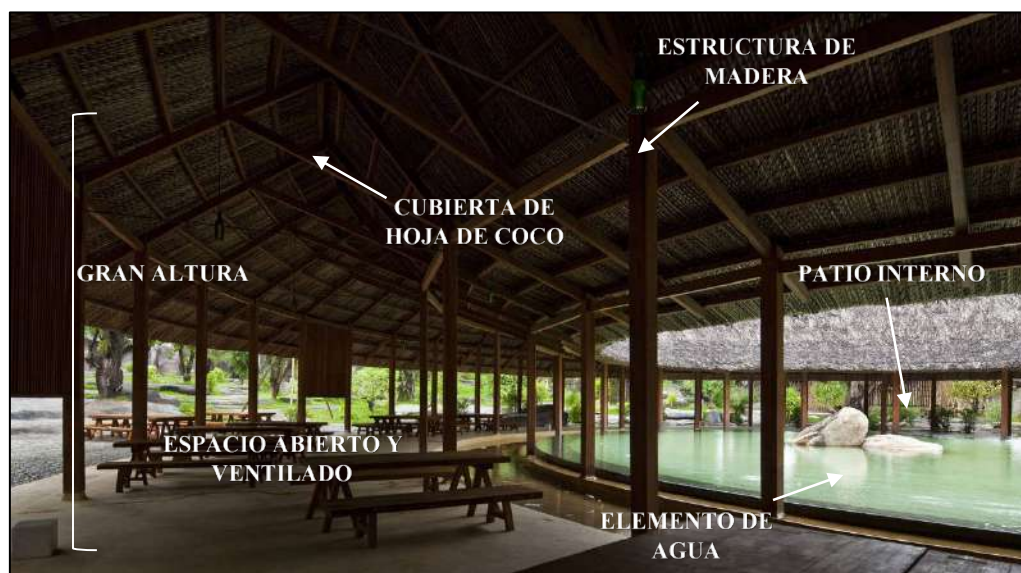 ESTRUCTURA DE
MADERA
CUBIERTA DE
HOJA DE COCO
GRAN ALTURA
PATIO INTERNO
ESPACIO ABIERTO Y
VENTILADO
ELEMENTO DE
AGUA